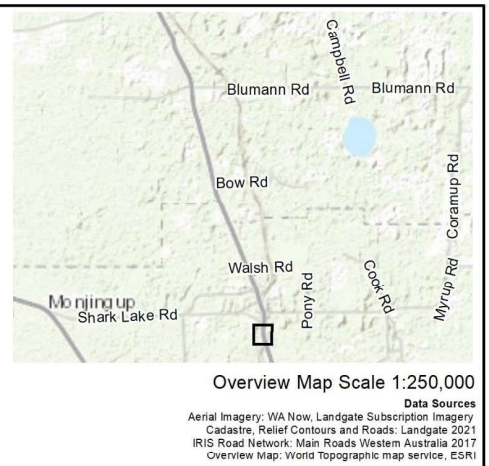 Campbell Rd
Blumann Rd
Blumann Rd
Bow Rd
Coramup Rd
Walsh Rd
Pony Rd
Cook Rd
Myrup Rd
Monjingup
Shark Lake Rd
Overview Map Scale 1:250,000
Data Sources
Aerial Imagery: WA Now, Landgate Subscription Imagery
Cadastre, Relief Contours and Roads: Landgate 2021
IRIS Road Network: Main Roads Western Australia 2017
Overview Map: World Topographic map service, ESRI